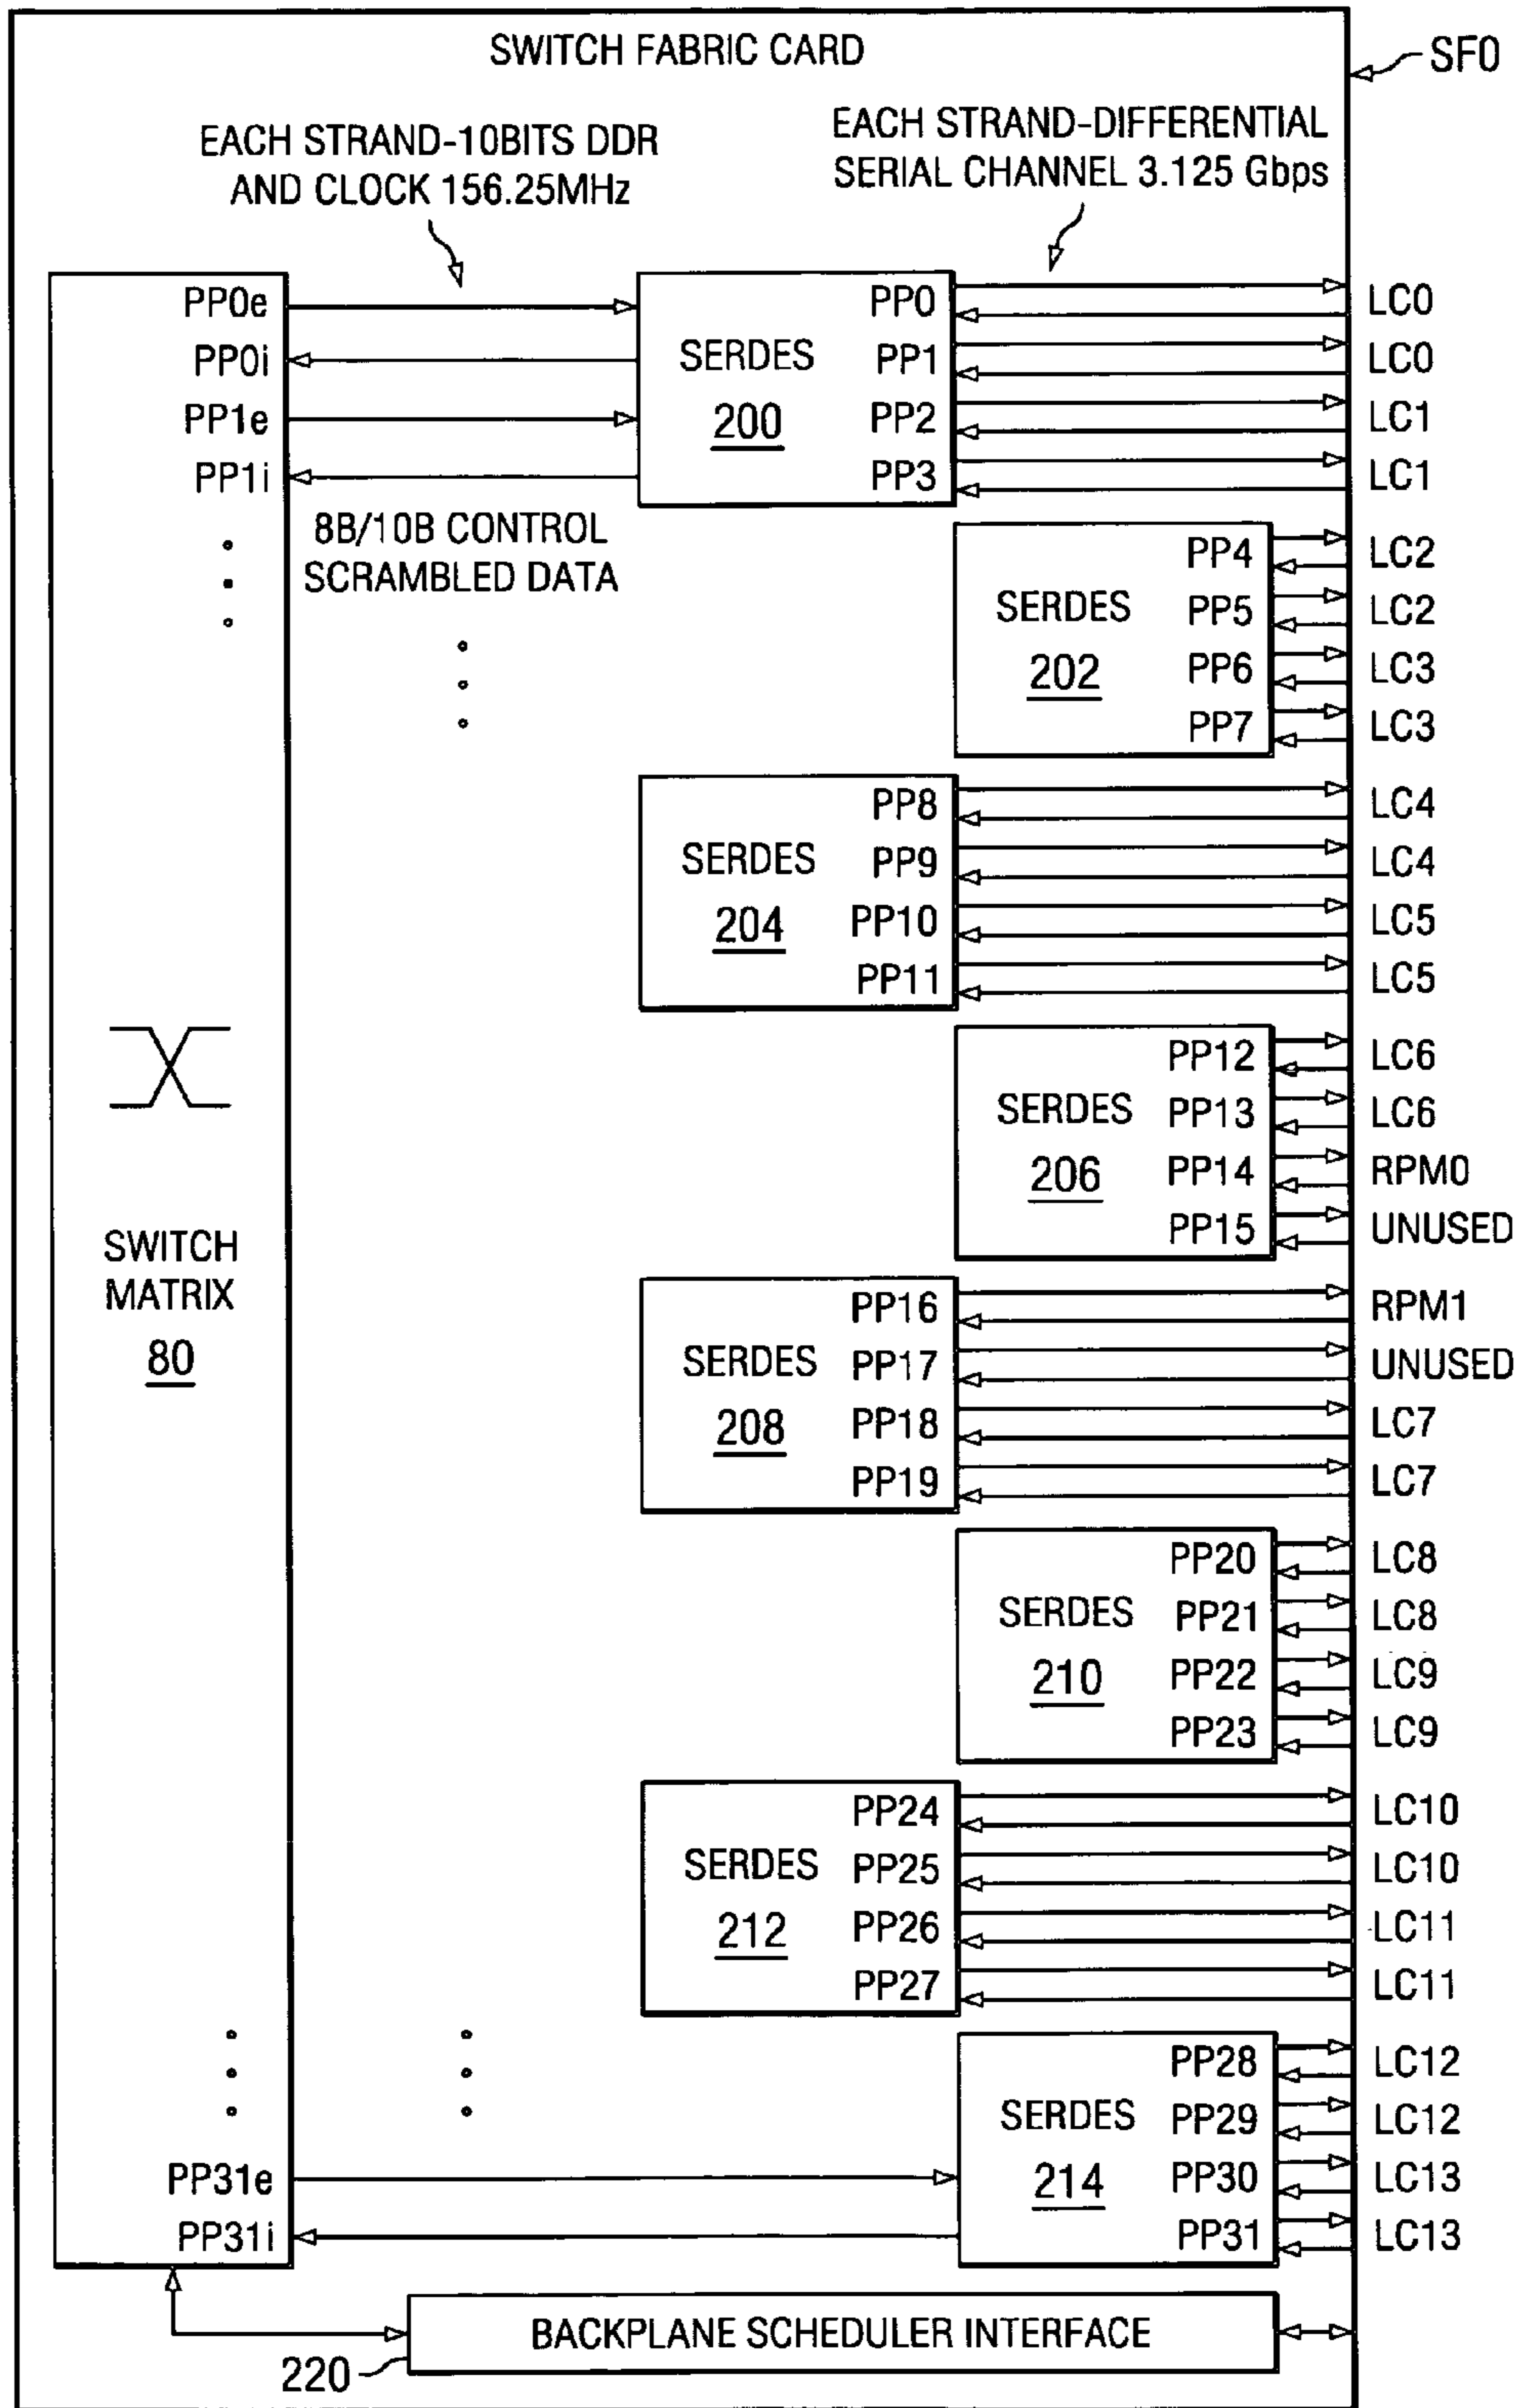 SWITCH FABRIC CARD
SF0
EACH STRAND-10BITS DDR
AND CLOCK 156.25MHz
EACH STRAND-DIFFERENTIAL
SERIAL CHANNEL 3.125 Gbps
PP0e
PP0i
PP1e
PP1i
8B/10B CONTROL
SCRAMBLED DATA
SWITCH
MATRIX
80
PP31e
PP31i
SERDES
200
PP0 LC0
PP1 LC0
PP2 LC1
PP3 LC1
SERDES
202
PP4 LC2
PP5 LC2
PP6 LC3
PP7 LC3
SERDES
204
PP8 LC4
PP9 LC4
PP10 LC5
PP11 LC5
SERDES
206
PP12 LC6
PP13 LC6
PP14 RPM0
PP15 UNUSED
SERDES
208
PP16 RPM1
PP17 UNUSED
PP18 LC7
PP19 LC7
SERDES
210
PP20 LC8
PP21 LC8
PP22 LC9
PP23 LC9
SERDES
212
PP24 LC10
PP25 LC10
PP26 LC11
PP27 LC11
SERDES
214
PP28 LC12
PP29 LC12
PP30 LC13
PP31 LC13
BACKPLANE SCHEDULER INTERFACE
220